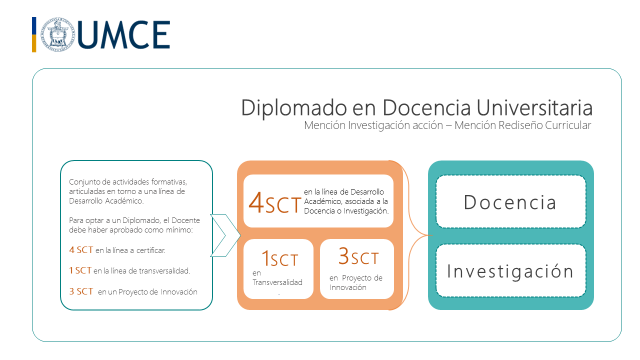 UMCE
Diplomado en Docencia Universitaria
Mención Investigación acción – Mención Rediseño Curricular
Conjunto de actividades formativas,
articuladas en torno a una línea de
Desarrollo Académico.
Para optar a un Diplomado, el Docente
debe haber aprobado como mínimo:
4 SCT en la línea a certificar.
1 SCT en la línea de transversalidad.
3 SCT en un Proyecto de Innovación
4SCT
en la línea de Desarrollo
Académico, asociada a la
Docencia o Investigación.
1SCT
en
Transversalidad
3SCT
en Proyecto de
Innovación
Docencia
Investigación